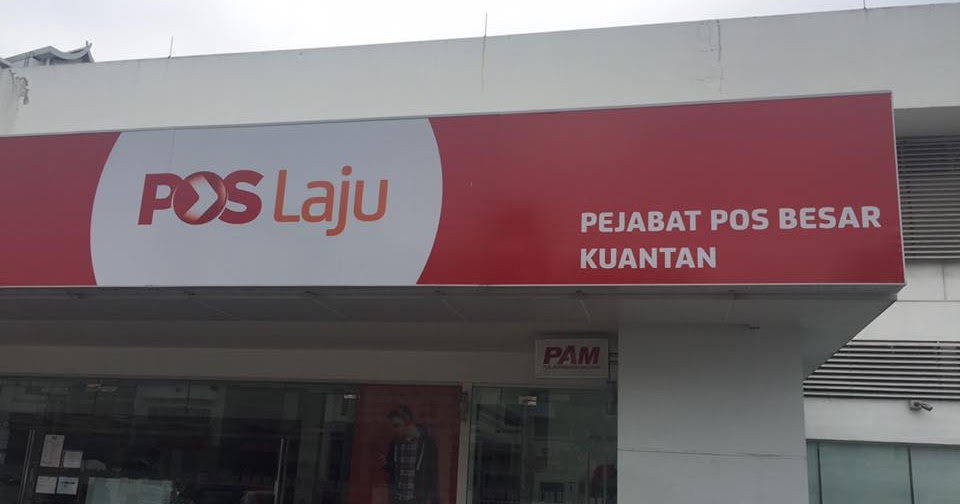 POS Laju
PEJABAT POS BESAR
KUANTAN
PAM